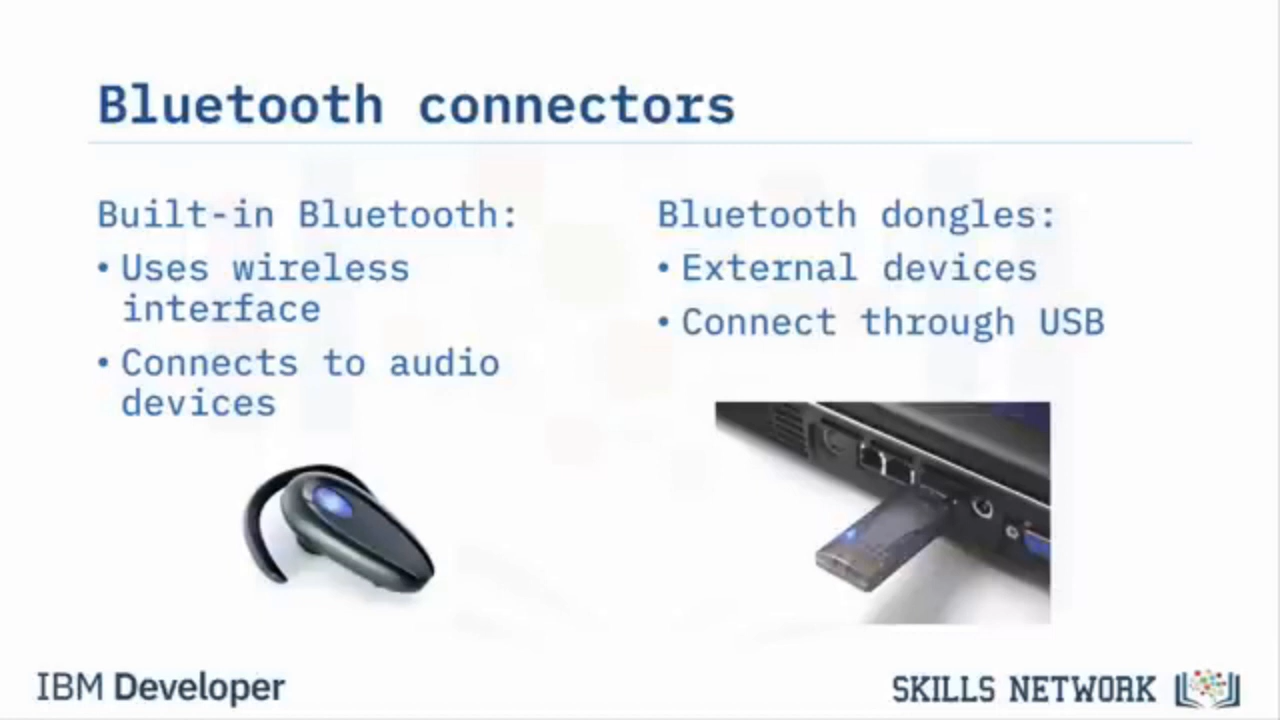 Bluetooth connectors
Built-in Bluetooth:
• Uses wireless
interface
• Connects to audio
devices
Bluetooth dongles:
• External devices
• Connect through USB
IBM Developer
SKILLS NETWORK